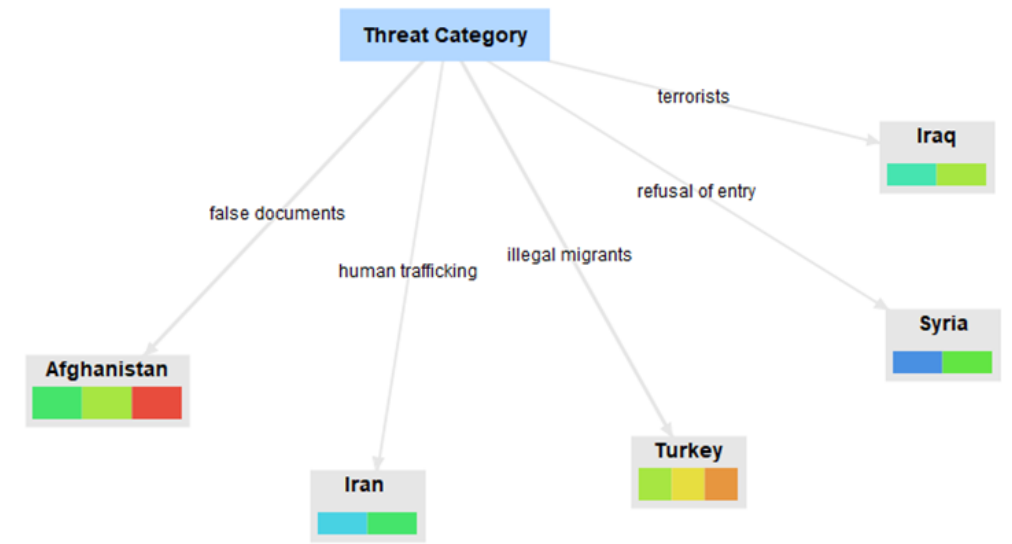 Threat Category
terrorists
Iraq
refusal of entry
false documents
illegal migrants
human trafficking
Syria
Afghanistan
Turkey
Iran